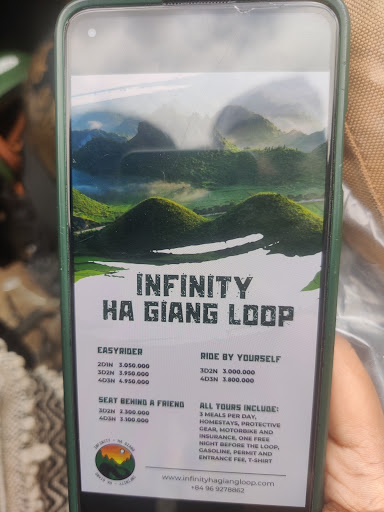 INFINITY
HA GIANG LOOP
EASYRIDER
2D1N 3.050.000
3D2N 3.950.000
4D3N 4.950.000
SEAT BEHIND A FRIEND
3D2N 2.300.000
4D3N 3.100.000
RIDE BY YOURSELF
3D2N 3.000.000
4D3N 3.800.000
ALL TOURS INCLUDE:
3 MEALS PER DAY,
HOMESTAYS, PROTECTIVE
GEAR, MOTORBIKE AND
INSURANCE, ONE FREE
NIGHT BEFORE THE LOOP,
GASOLINE, PERMIT AND
ENTRANCE FEE, T-SHIRT
www.infinityhagiangloop.com
+84 96 9279862